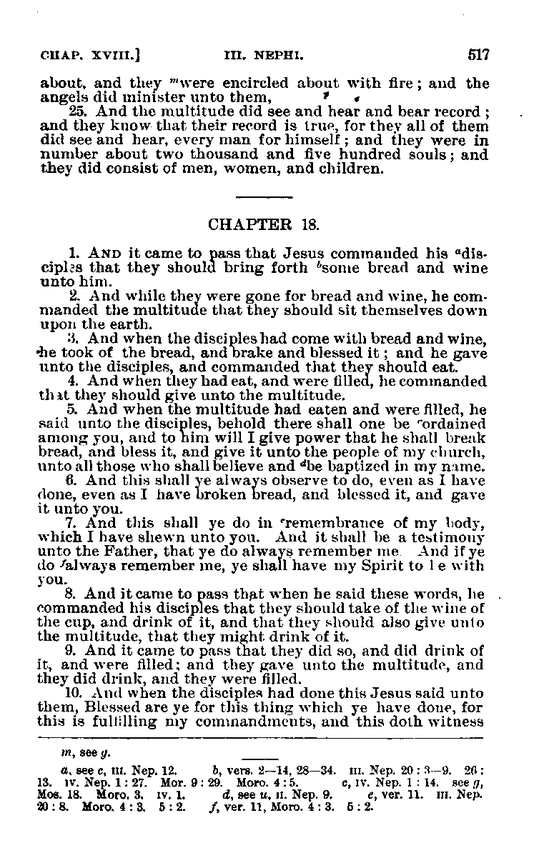 CHAP. XVIII.] III. NEPHI. 517
about, and they ᵐwere encircled about with fire; and the
angels did minister unto them,
25. And the multitude did see and hear and bear record;
and they know that their record is true, for they all of them
did see and hear, every man for himself; and they were in
number about two thousand and five hundred souls; and
they did consist of men, women, and children.
CHAPTER 18.
1. AND it came to pass that Jesus commanded his ᵃdis-
ciples that they should bring forth ᵇsome bread and wine
unto him.
2. And while they were gone for bread and wine, he com-
manded the multitude that they should sit themselves down
upon the earth.
3. And when the disciples had come with bread and wine,
he took of the bread, and brake and blessed it; and he gave
unto the disciples, and commanded that they should eat.
4. And when they had eat, and were filled, he commanded
that they should give unto the multitude.
5. And when the multitude had eaten and were filled, he
said unto the disciples, behold there shall one be ᶜordained
among you, and to him will I give power that he shall break
bread, and bless it, and give it unto the people of my church,
unto all those who shall believe and ᵈbe baptized in my name.
6. And this shall ye always observe to do, even as I have
done, even as I have broken bread, and blessed it, and gave
it unto you.
7. And this shall ye do in ᵉremembrance of my body,
which I have shewn unto you. And it shall be a testimony
unto the Father, that ye do always remember me. And if ye
do ᶠalways remember me, ye shall have my Spirit to be with
you.
8. And it came to pass that when he said these words, he
commanded his disciples that they should take of the wine of
the cup, and drink of it, and that they should also give unto
the multitude, that they might drink of it.
9. And it came to pass that they did so, and did drink of
it, and were filled; and they gave unto the multitude, and
they did drink, and they were filled.
10. And when the disciples had done this Jesus said unto
them, Blessed are ye for this thing which ye have done, for
this is fulfilling my commandments, and this doth witness
m, see g.
a, see c, III. Nep. 12. b, vers. 2—14, 28—34. III. Nep. 20:3—9. 26:
13. IV. Nep. 1:27. Mor. 9:29. Moro. 4:5. c, IV. Nep. 1:14. see g,
Mos. 18. Moro. 3. IV. 1. d, see u, II. Nep. 9. e, ver. 11. III. Nep.
20:8. Moro. 4:3. 5:2. f, ver. 11, Moro. 4:3. 5:2.